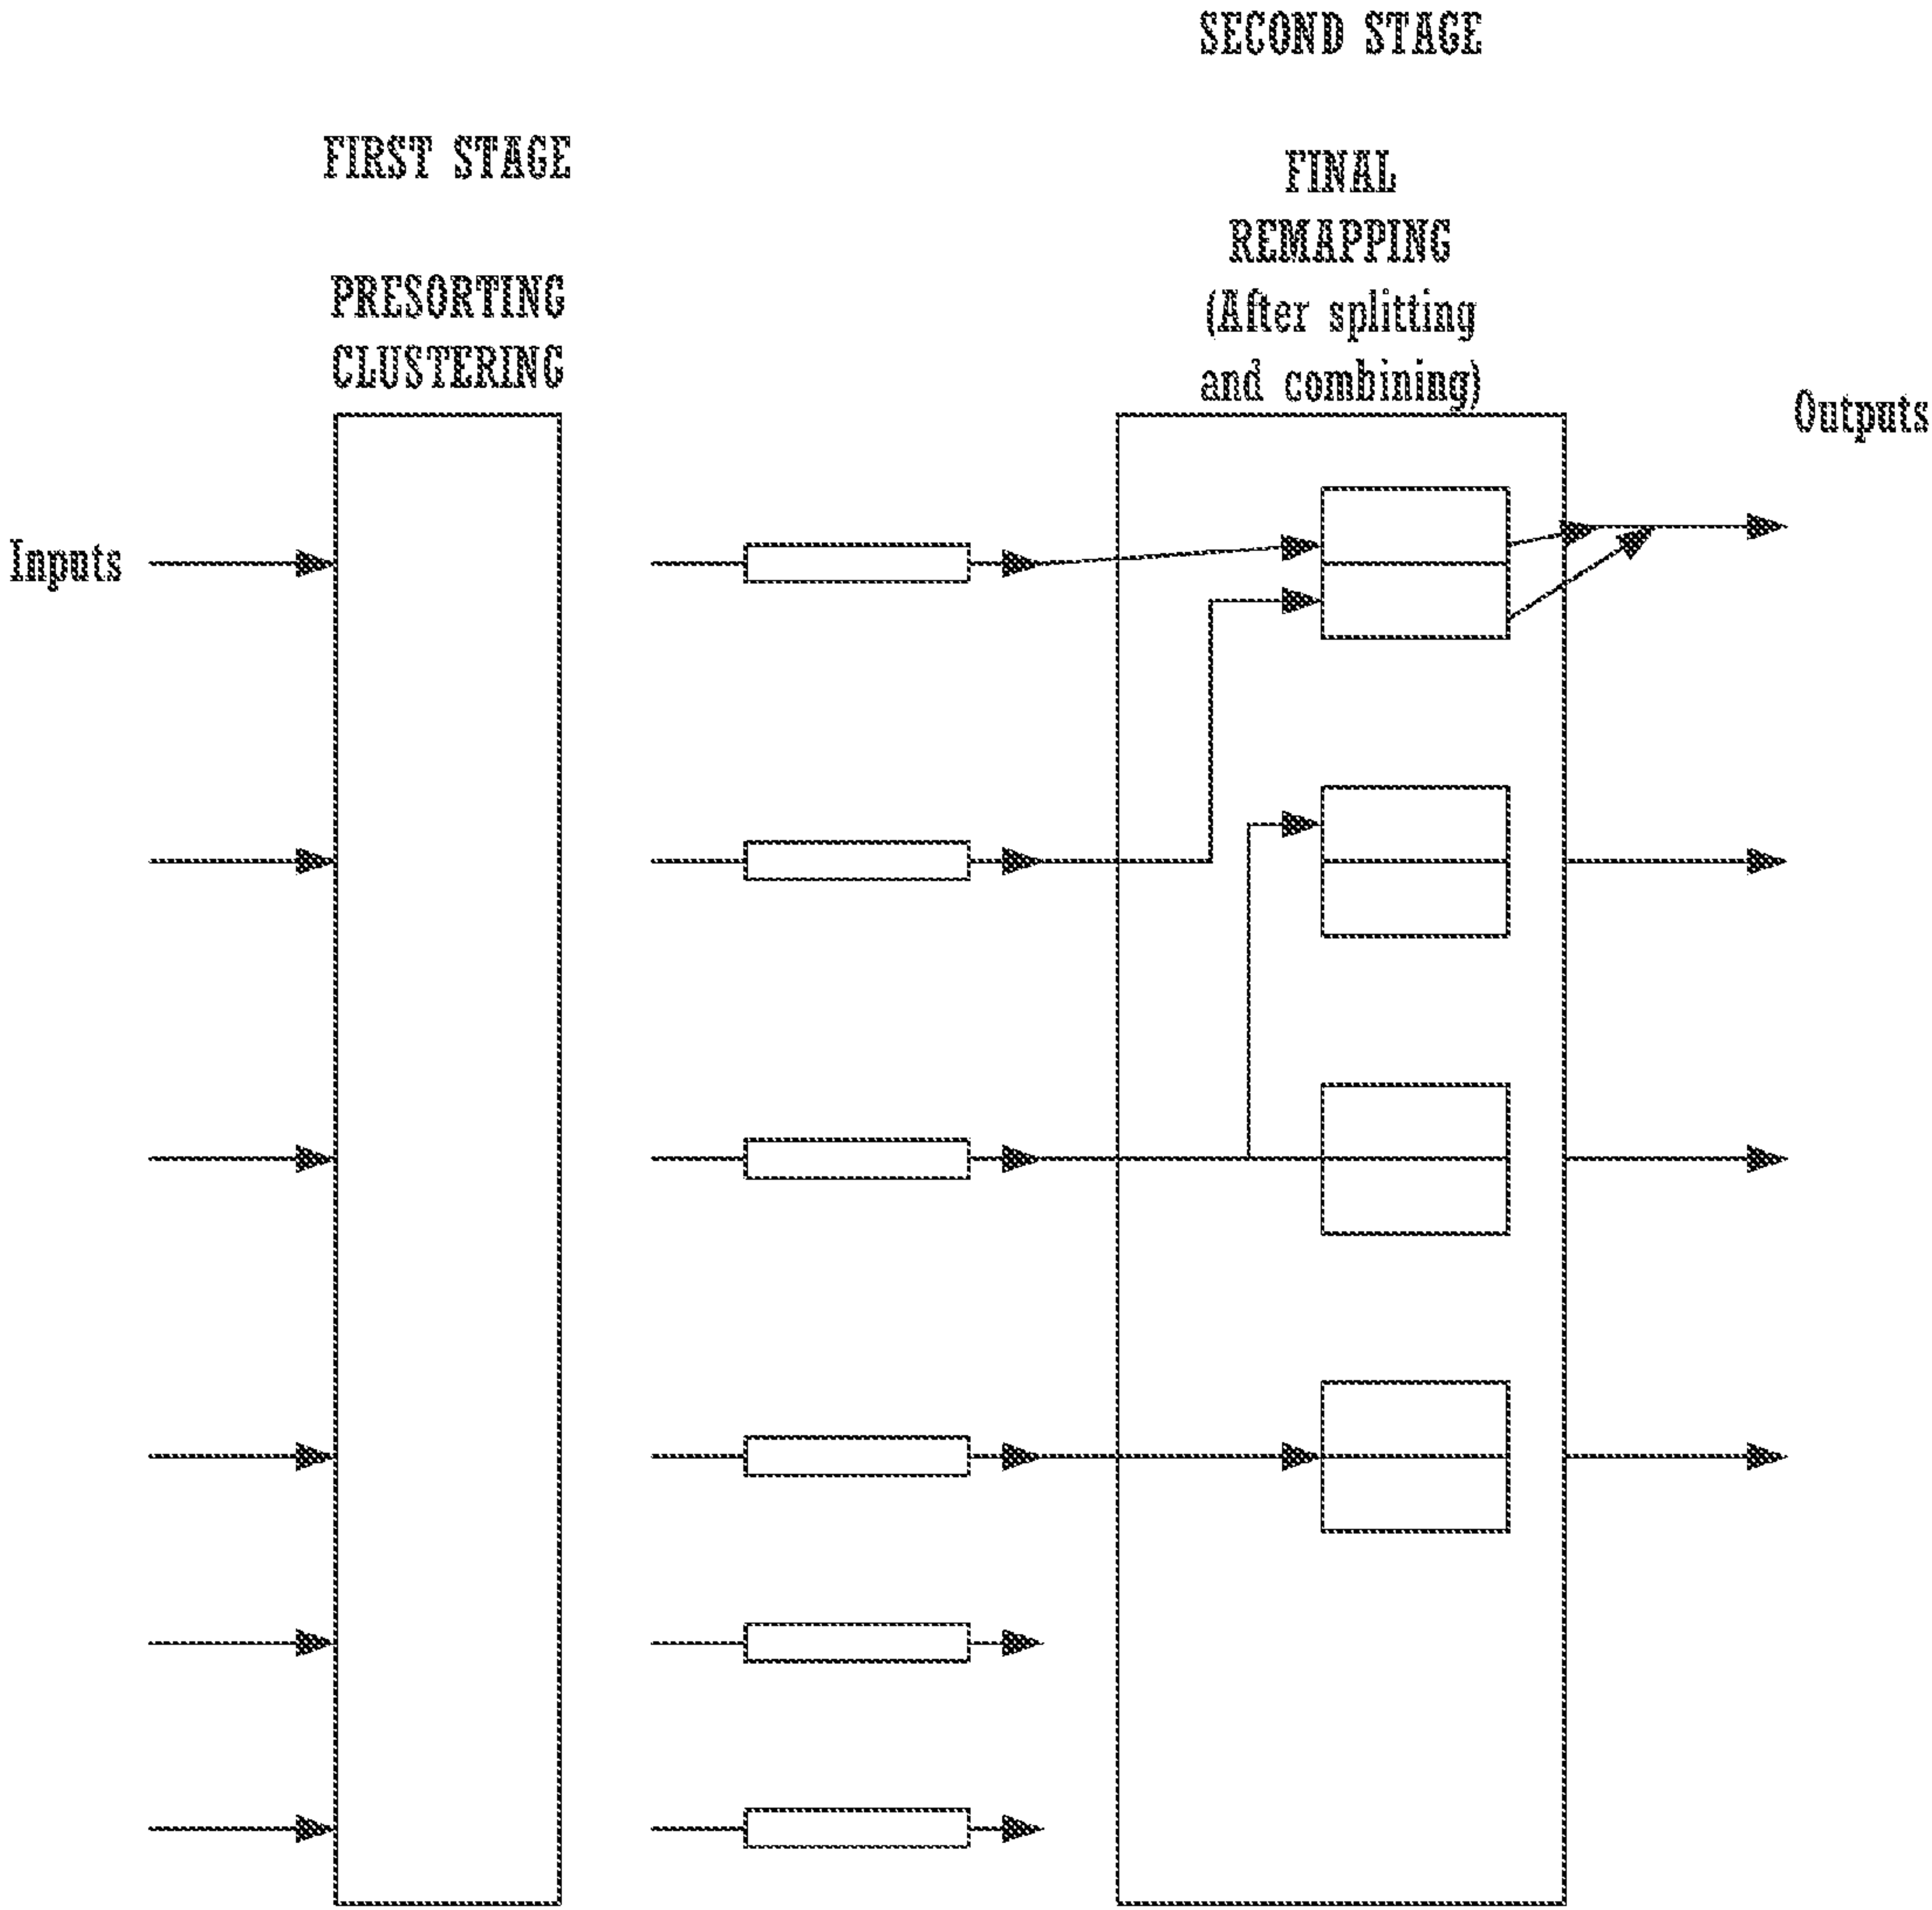 SECOND STAGE
FIRST STAGE
FINAL
REMAPPING
(After splitting
and combining)
PRESORTING
CLUSTERING
Outputs
Inputs